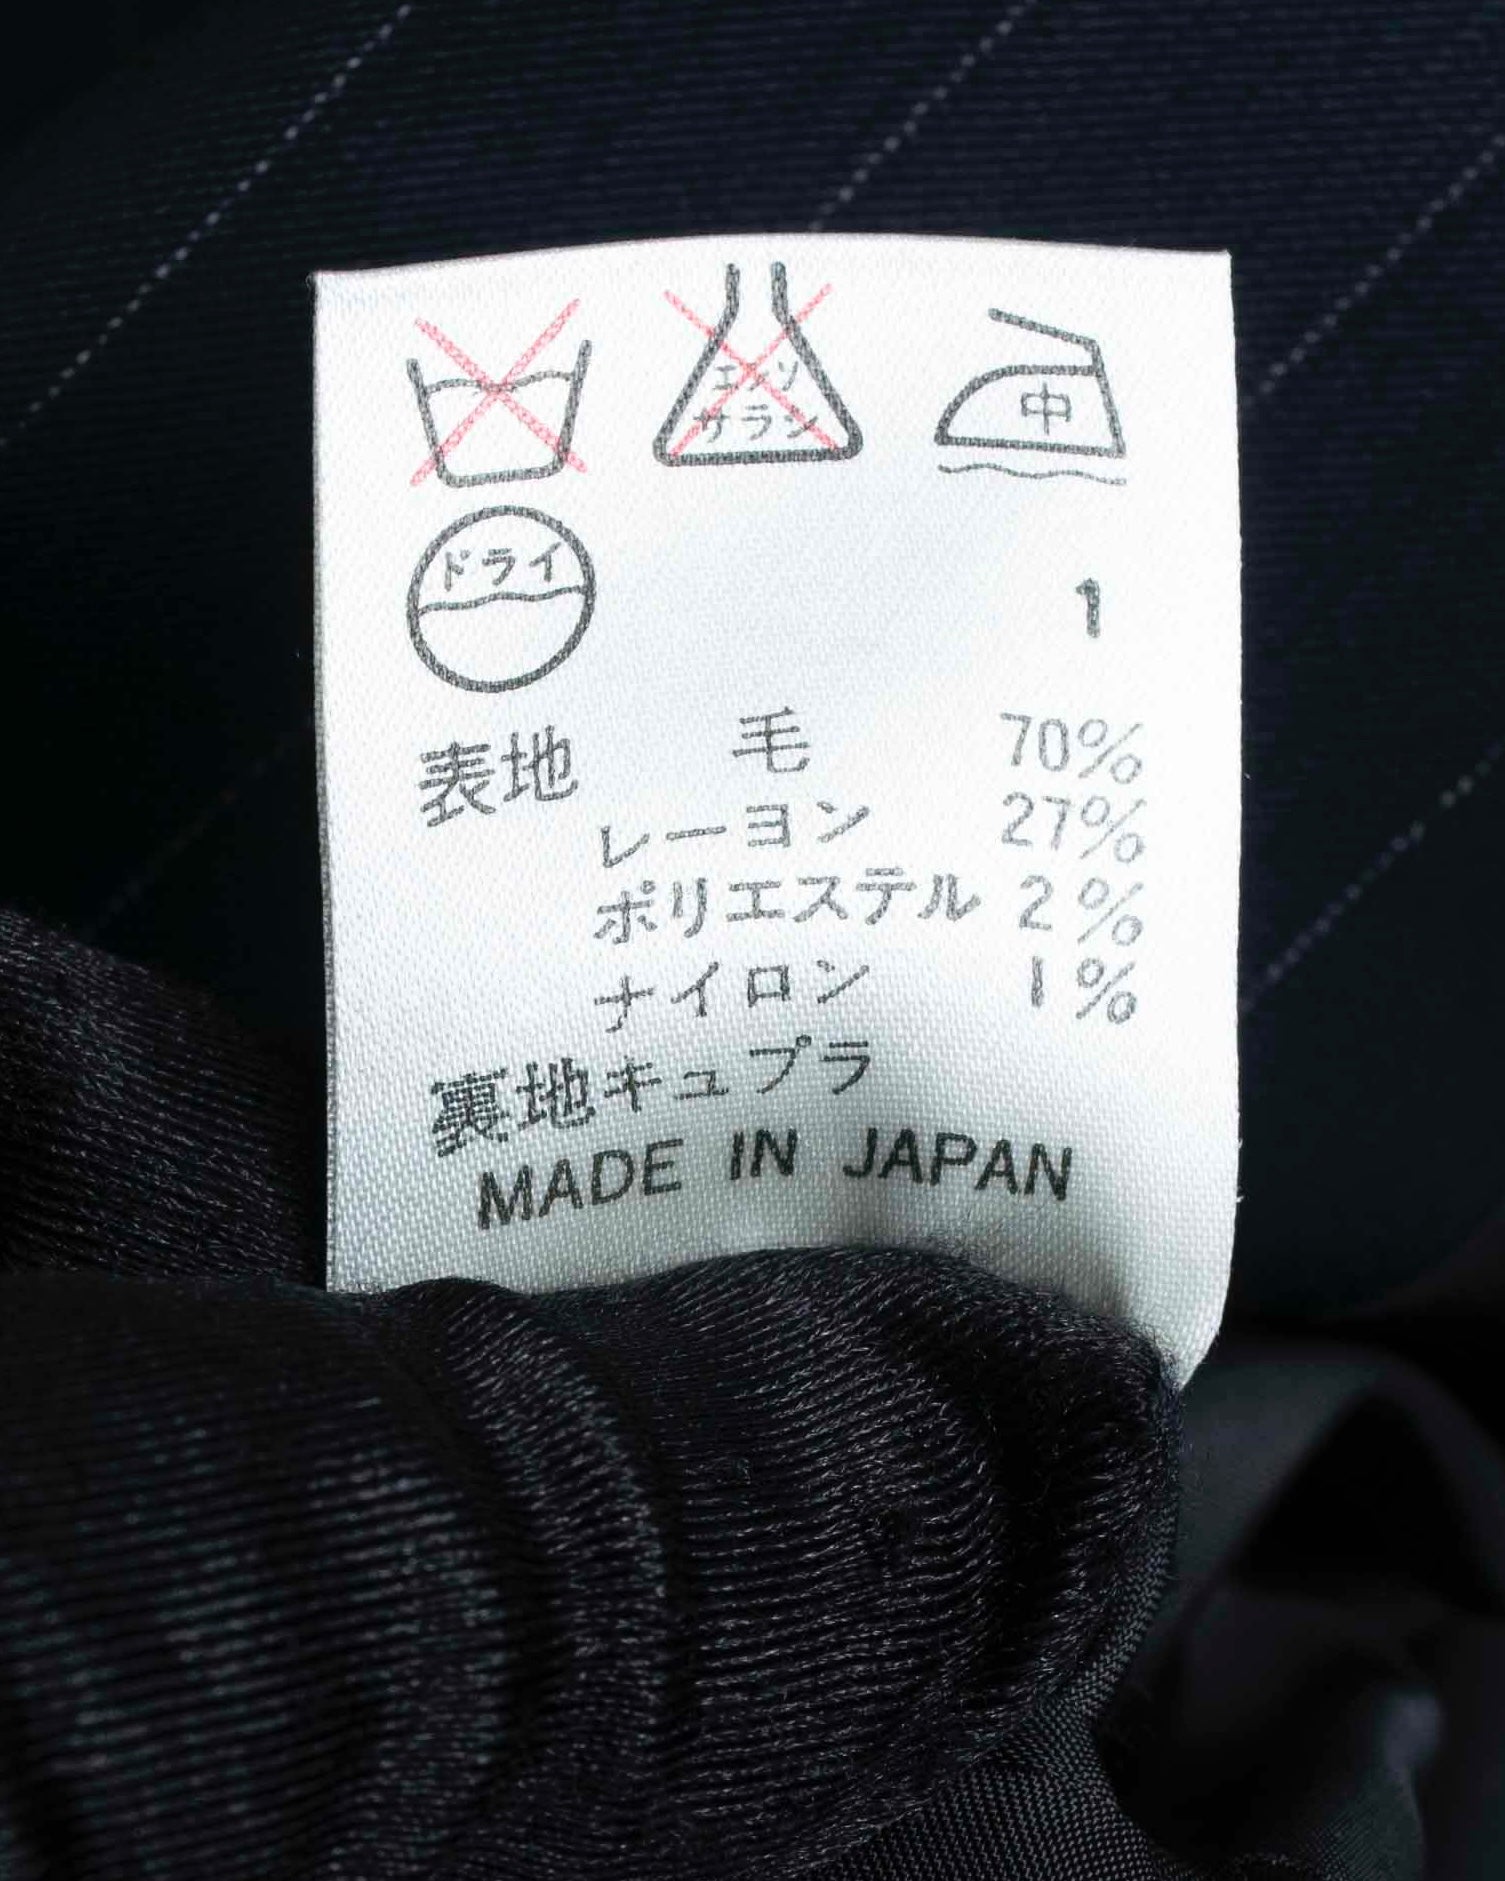 エンソ
サラシ
中
ドライ
1
表地 毛 70%
レーヨン 27%
ポリエステル 2%
ナイロン 1%
裏地キュプラ
MADE IN JAPAN